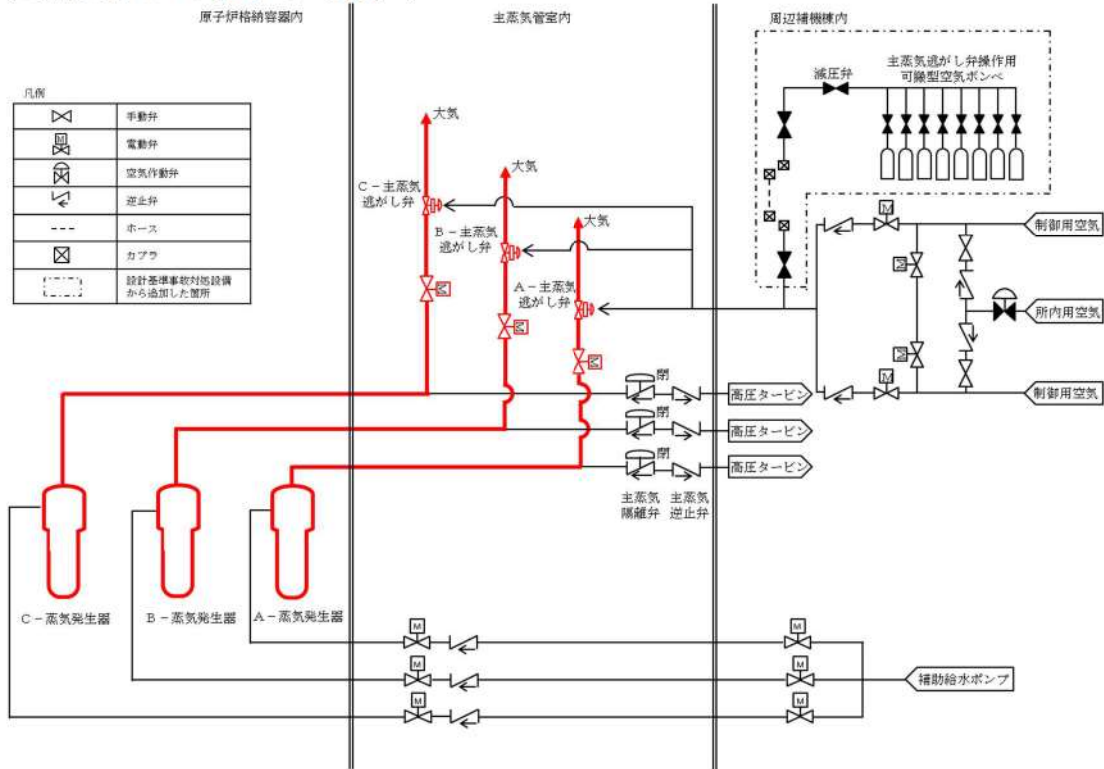 原子炉格納容器内
主蒸気管室内
周辺補機棟内
主蒸気逃がし弁操作用
可搬型空気ボンベ
減圧弁
凡例
手動弁
M
電動弁
空気作動弁
逆止弁
ホース
カプラ
設計基準事故対処設備
から追加した箇所
大気
大気
大気
C-主蒸気
逃がし弁
B-主蒸気
逃がし弁
A-主蒸気
逃がし弁
M
M
M
M
制御用空気
M
所内用空気
M
M
制御用空気
閉
高圧タービン
閉
高圧タービン
閉
高圧タービン
主蒸気
隔離弁
主蒸気
逆止弁
C-蒸気発生器
B-蒸気発生器
A-蒸気発生器
M
M
M
M
補助給水ポンプ
M
M